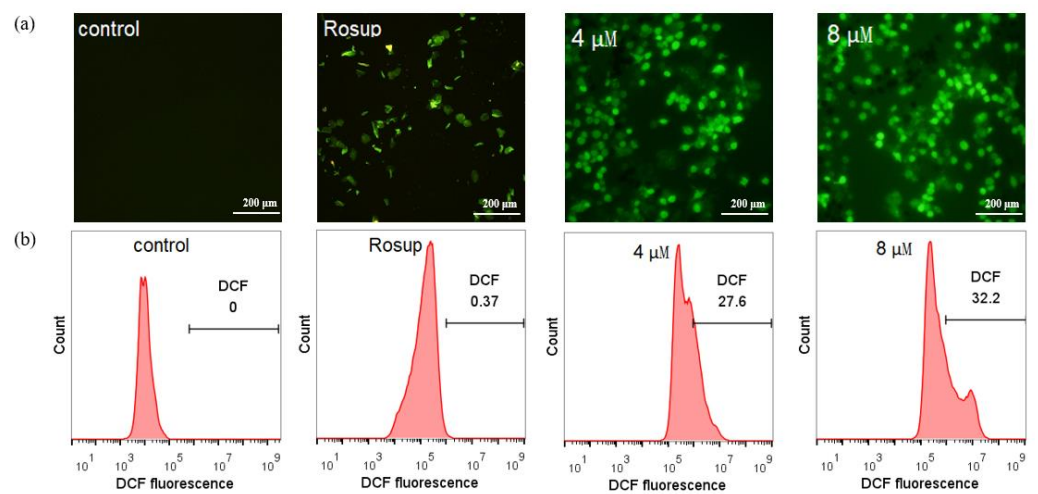 (a)
control
Rosup
4 µM
8 µM
200 µm
200 µm
200 µm
200 µm
(b)
control
Rosup
4 µM
8 µM
DCF
0
DCF
0.37
DCF
27.6
DCF
32.2
Count
Count
Count
Count
10^1 10^3 10^5 10^7 10^9
10^1 10^3 10^5 10^7 10^9
10^1 10^3 10^5 10^7 10^9
10^1 10^3 10^5 10^7 10^9
DCF fluorescence
DCF fluorescence
DCF fluorescence
DCF fluorescence